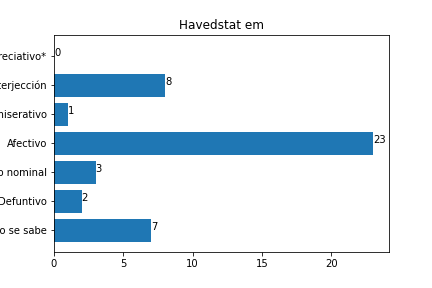 Havedstat em
reciativo* 0
terjección 8
niserativo 1
Afectivo 23
o nominal 3
Defuntivo 2
o se sabe 7
0 5 10 15 20